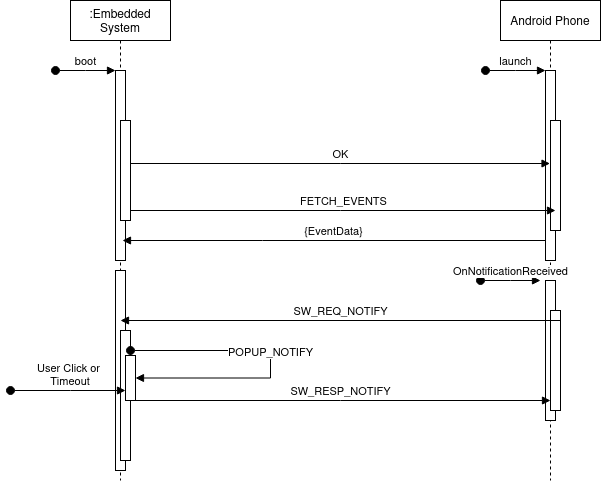 :Embedded
System
Android Phone
boot
launch
OK
FETCH_EVENTS
{EventData}
OnNotificationReceived
SW_REQ_NOTIFY
POPUP_NOTIFY
User Click or
Timeout
SW_RESP_NOTIFY